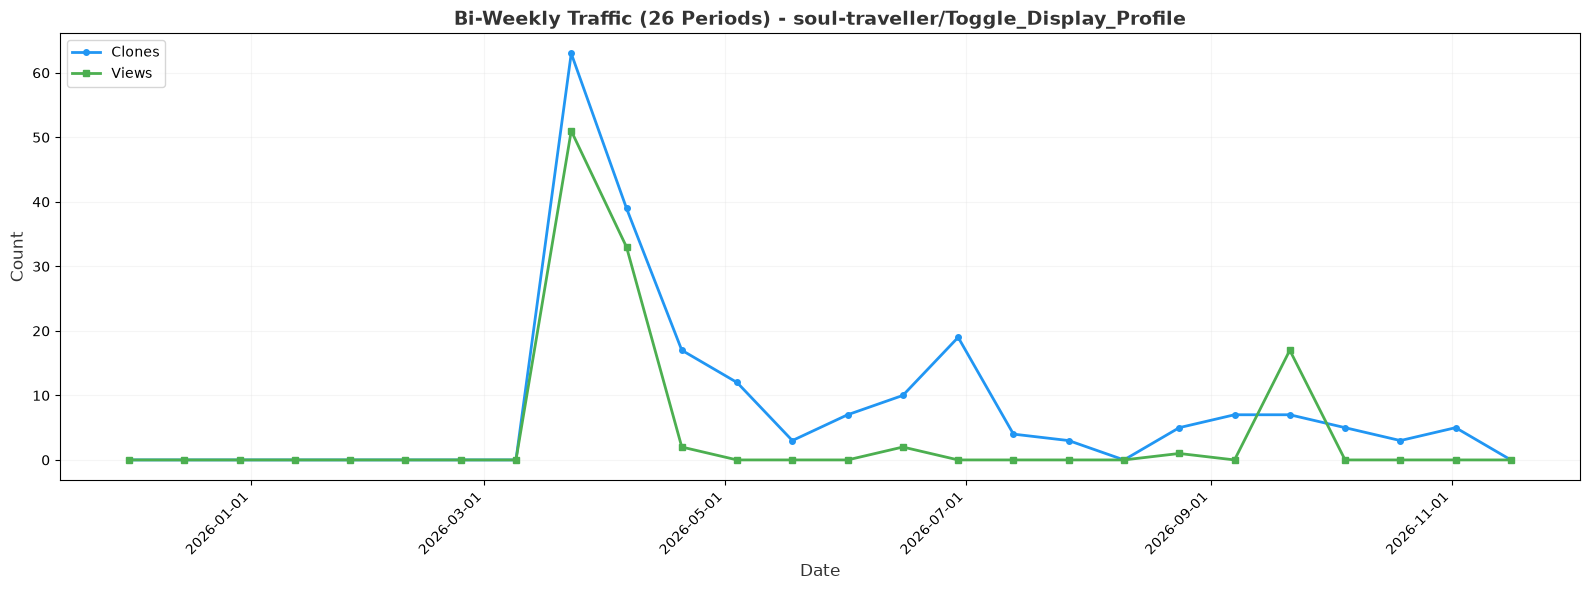 Bi-Weekly Traffic (26 Periods) - soul-traveller/Toggle_Display_Profile
Clones
Views
Count
60
50
40
30
20
10
0
2026-01-01
2026-03-01
2026-05-01
2026-07-01
2026-09-01
2026-11-01
Date